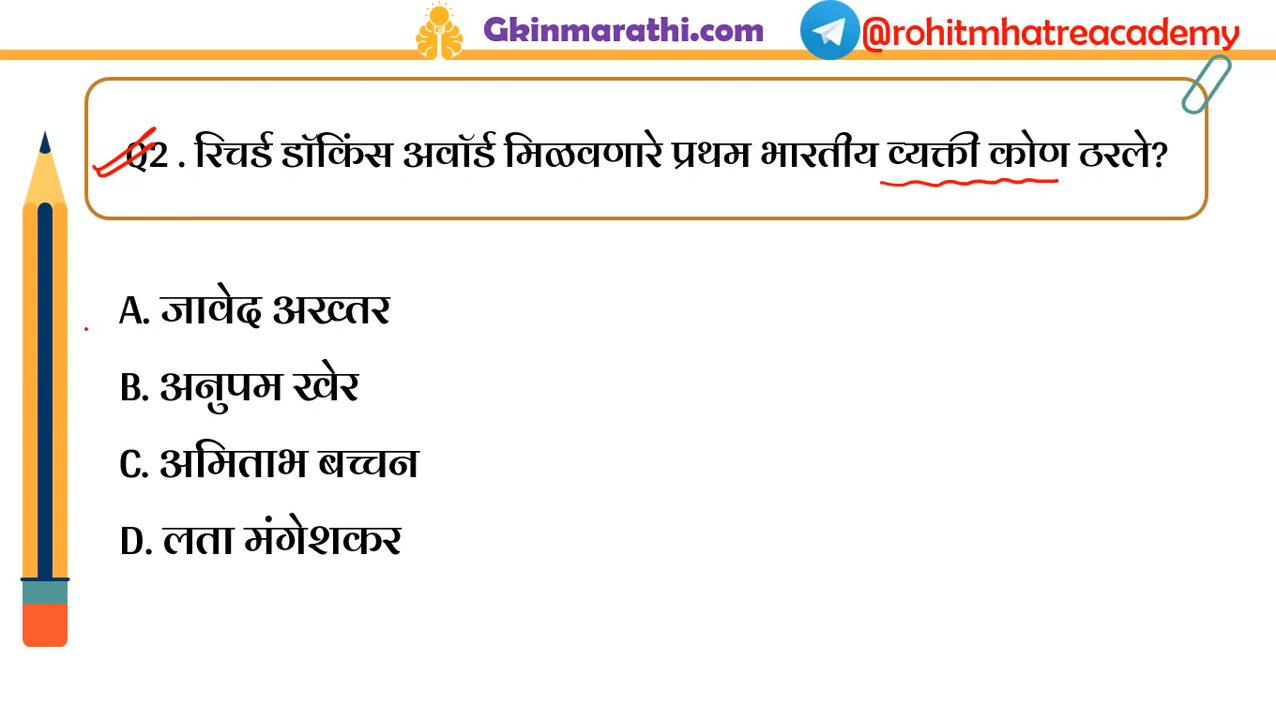 Gkinmarathi.com
@rohitmhatreacademy
Q2 . रिचर्ड डॉकिंस अवॉर्ड मिळवणारे प्रथम भारतीय व्यक्ती कोण ठरले?
A. जावेद अख्तर
B. अनुपम खेर
C. अमिताभ बच्चन
D. लता मंगेशकर